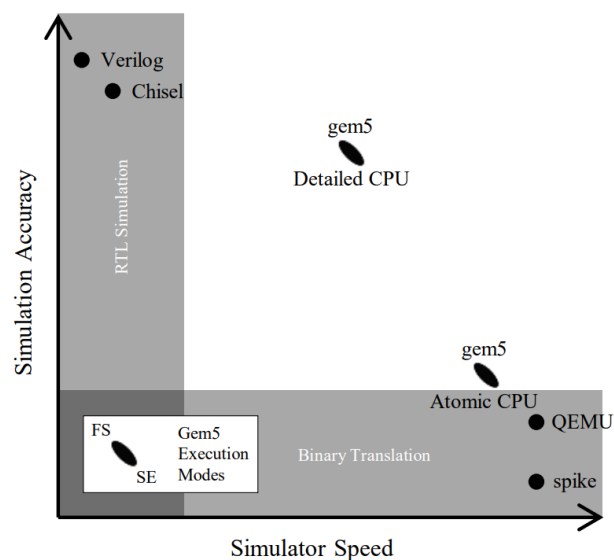 Verilog
Chisel
gem5
Detailed CPU
RTL Simulation
Simulation Accuracy
gem5
Atomic CPU
QEMU
FS
SE
Gem5
Execution
Modes
Binary Translation
spike
Simulator Speed